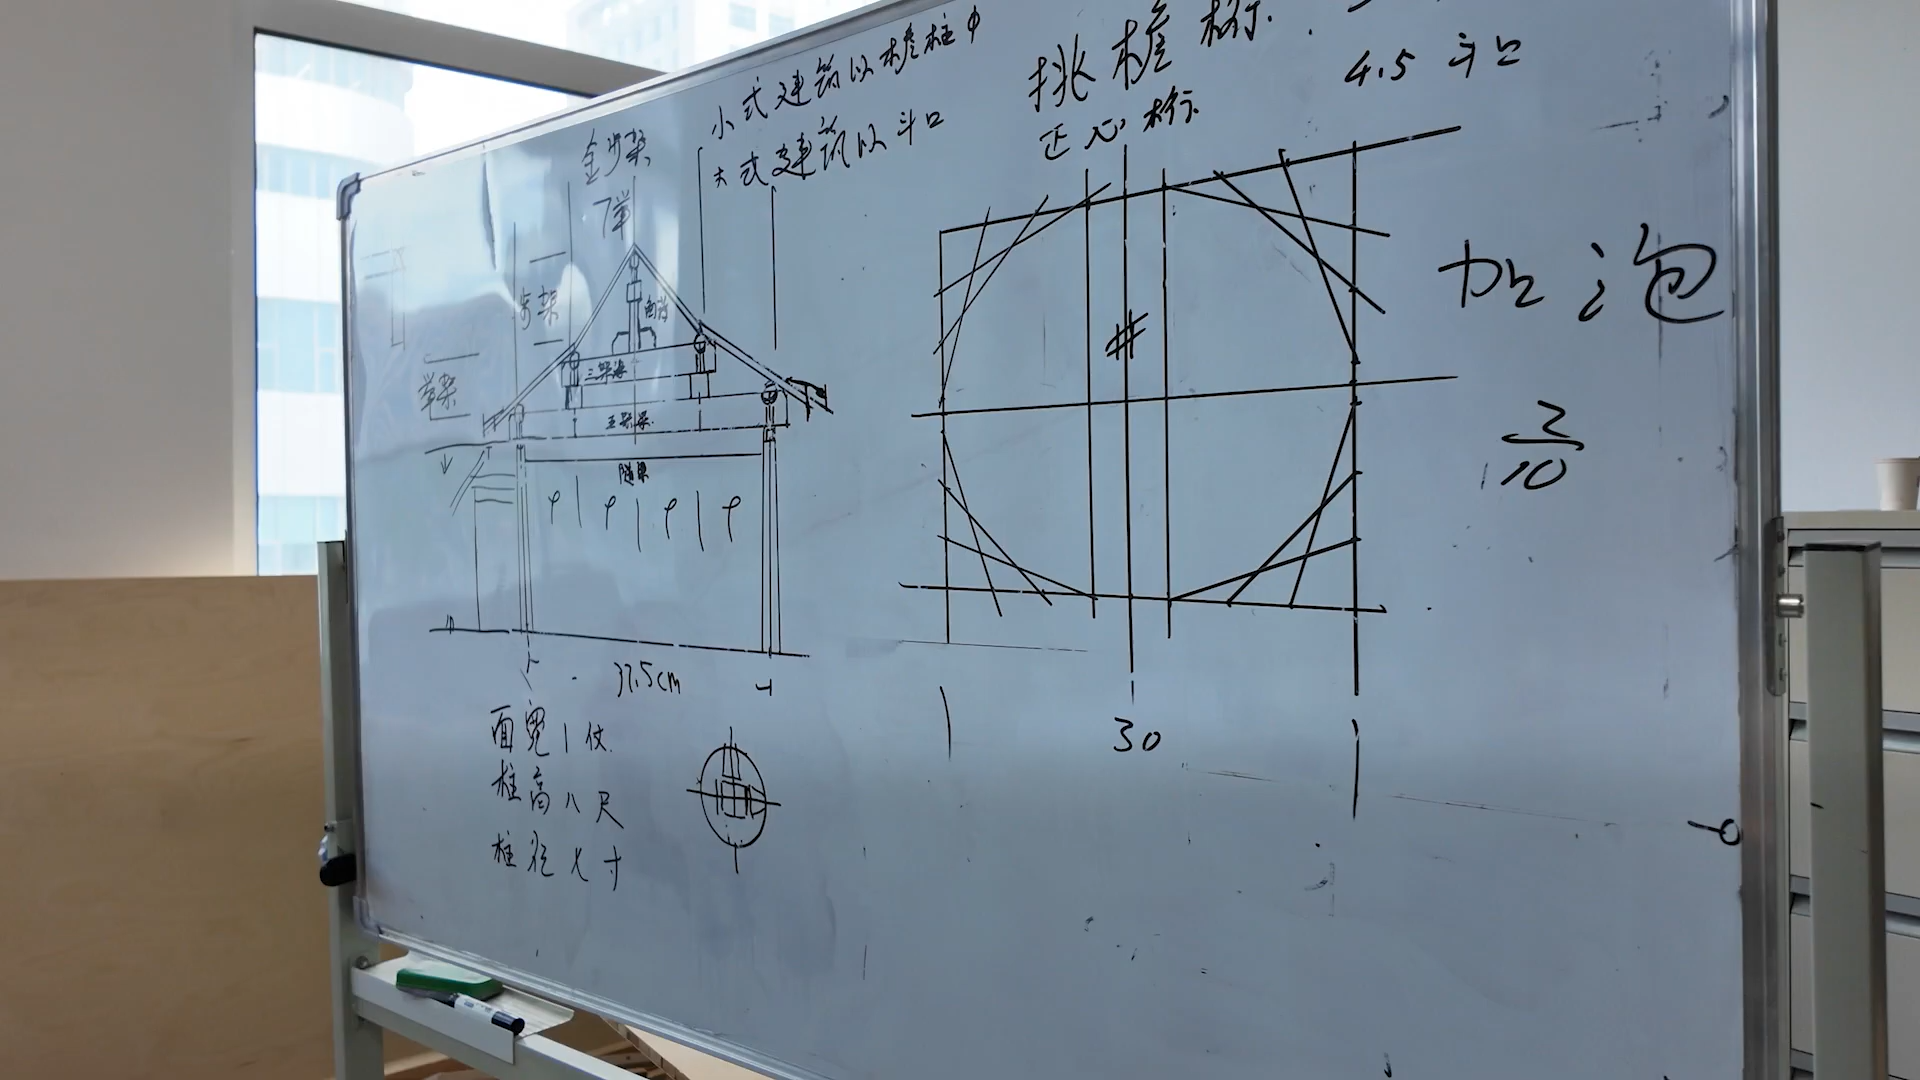 小式建筑以檐柱中
大式建筑以斗口
挑檐桁
正心桁
4.5 斗口
金步架
7举
步架
举架
角背
三架梁
五架梁
随梁
加泡
3/10
37.5cm
30
面宽1仗
柱高八尺
柱径七寸